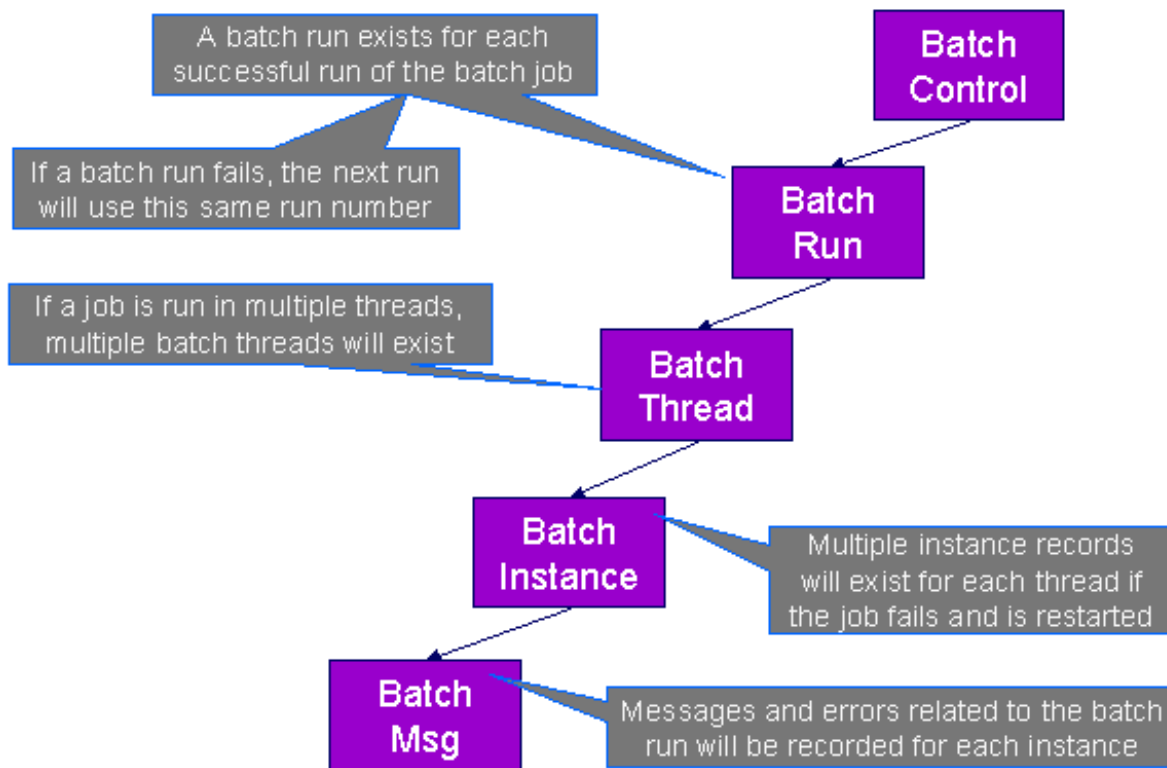 A batch run exists for each
successful run of the batch job
Batch
Control
If a batch run fails, the next run
will use this same run number
Batch
Run
If a job is run in multiple threads,
multiple batch threads will exist
Batch
Thread
Batch
Instance
Multiple instance records
will exist for each thread if
the job fails and is restarted
Batch
Msg
Messages and errors related to the batch
run will be recorded for each instance